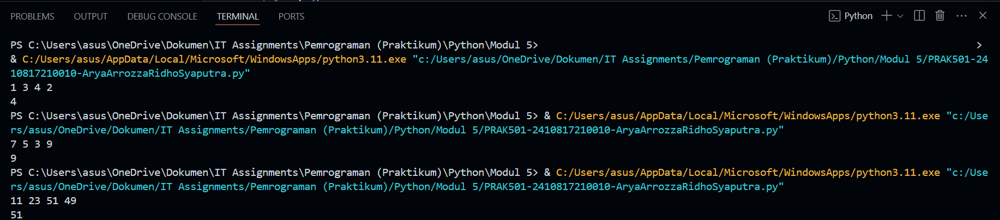 PROBLEMS OUTPUT DEBUG CONSOLE TERMINAL PORTS Python
PS C:\Users\asus\OneDrive\Dokumen\IT Assignments\Pemrograman (Praktikum)\Python\Modul 5> >
& C:/Users/asus/AppData/Local/Microsoft/WindowsApps/python3.11.exe "c:/Users/asus/OneDrive/Dokumen/IT Assignments/Pemrograman (Praktikum)/Python/Modul 5/PRAK501-24
10817210010-AryaArrozzaRidhoSyaputra.py"
1 3 4 2
4
PS C:\Users\asus\OneDrive\Dokumen\IT Assignments\Pemrograman (Praktikum)\Python\Modul 5> & C:/Users/asus/AppData/Local/Microsoft/WindowsApps/python3.11.exe "c:/Use
rs/asus/OneDrive/Dokumen/IT Assignments/Pemrograman (Praktikum)/Python/Modul 5/PRAK501-2410817210010-AryaArrozzaRidhoSyaputra.py"
7 5 3 9
9
PS C:\Users\asus\OneDrive\Dokumen\IT Assignments\Pemrograman (Praktikum)\Python\Modul 5> & C:/Users/asus/AppData/Local/Microsoft/WindowsApps/python3.11.exe "c:/Use
rs/asus/OneDrive/Dokumen/IT Assignments/Pemrograman (Praktikum)/Python/Modul 5/PRAK501-2410817210010-AryaArrozzaRidhoSyaputra.py"
11 23 51 49
51